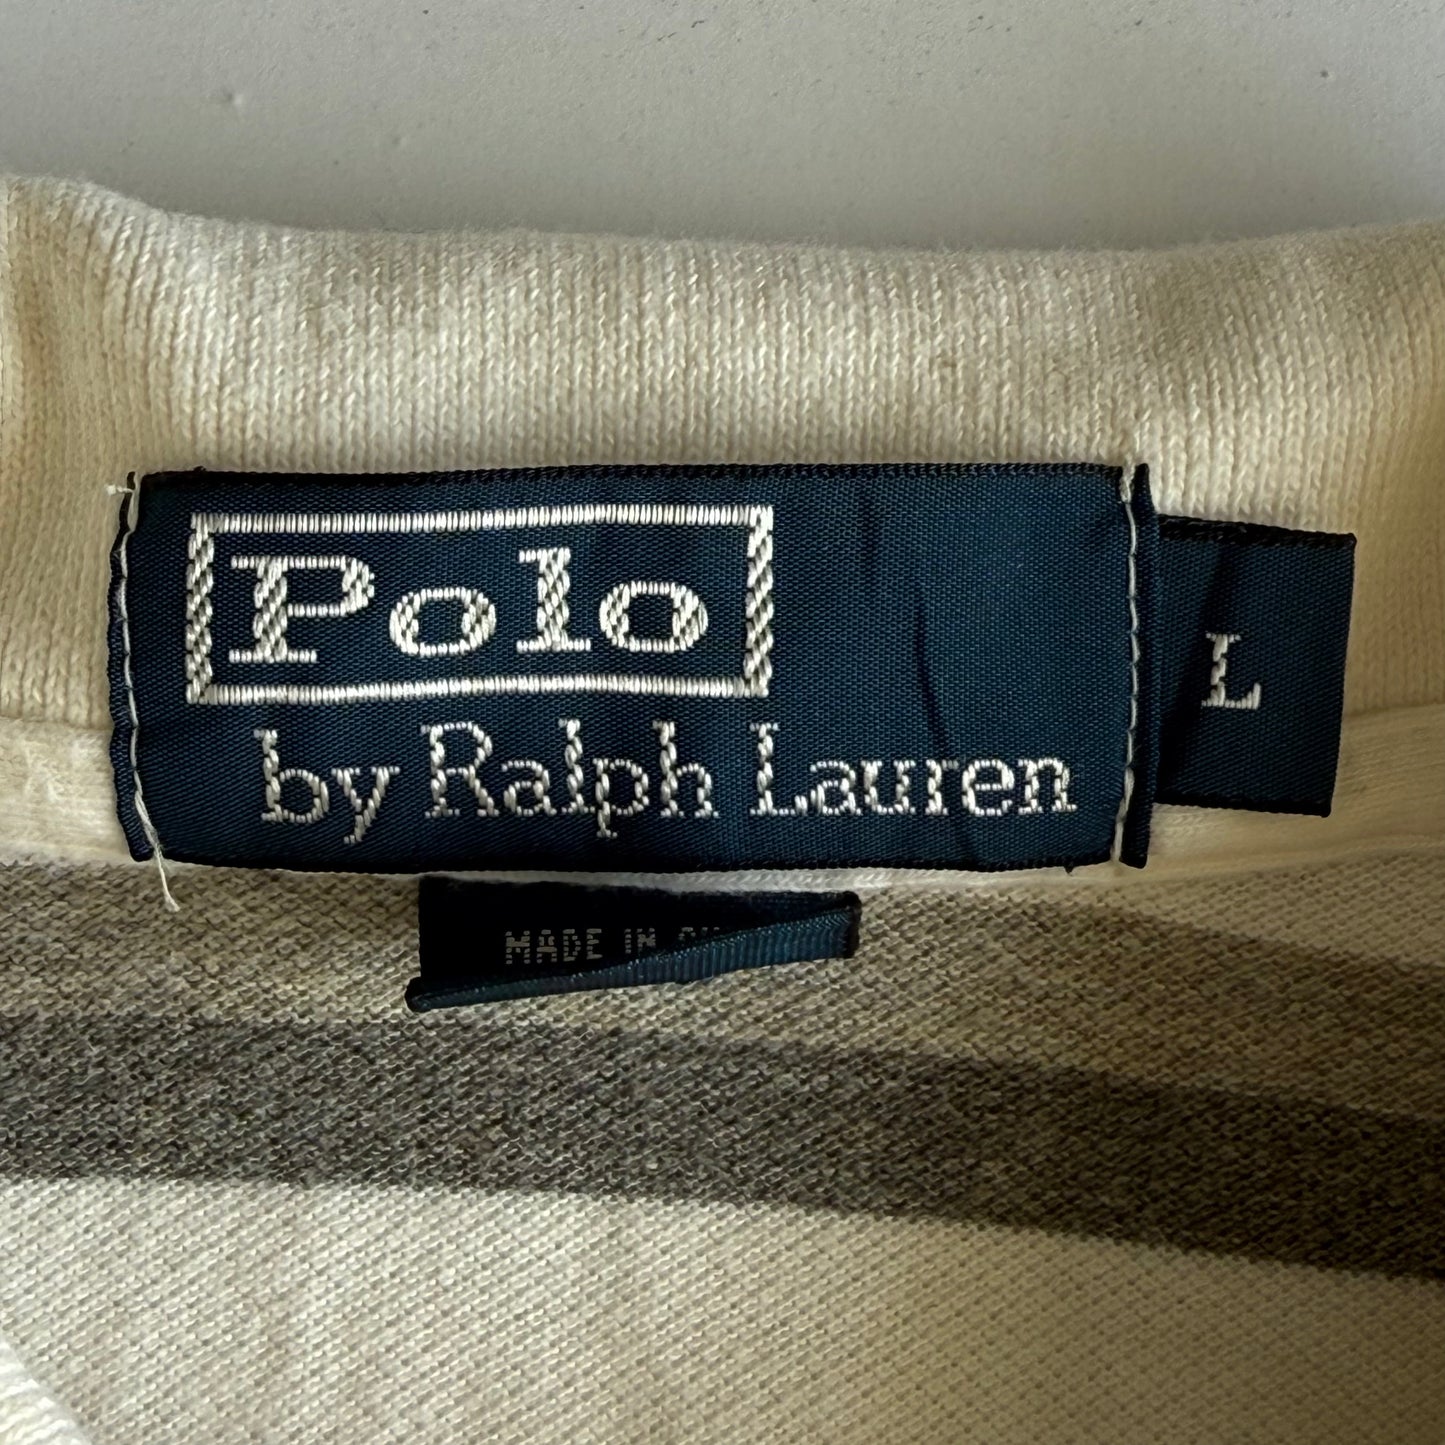 Polo
by Ralph Lauren
L
MADE IN